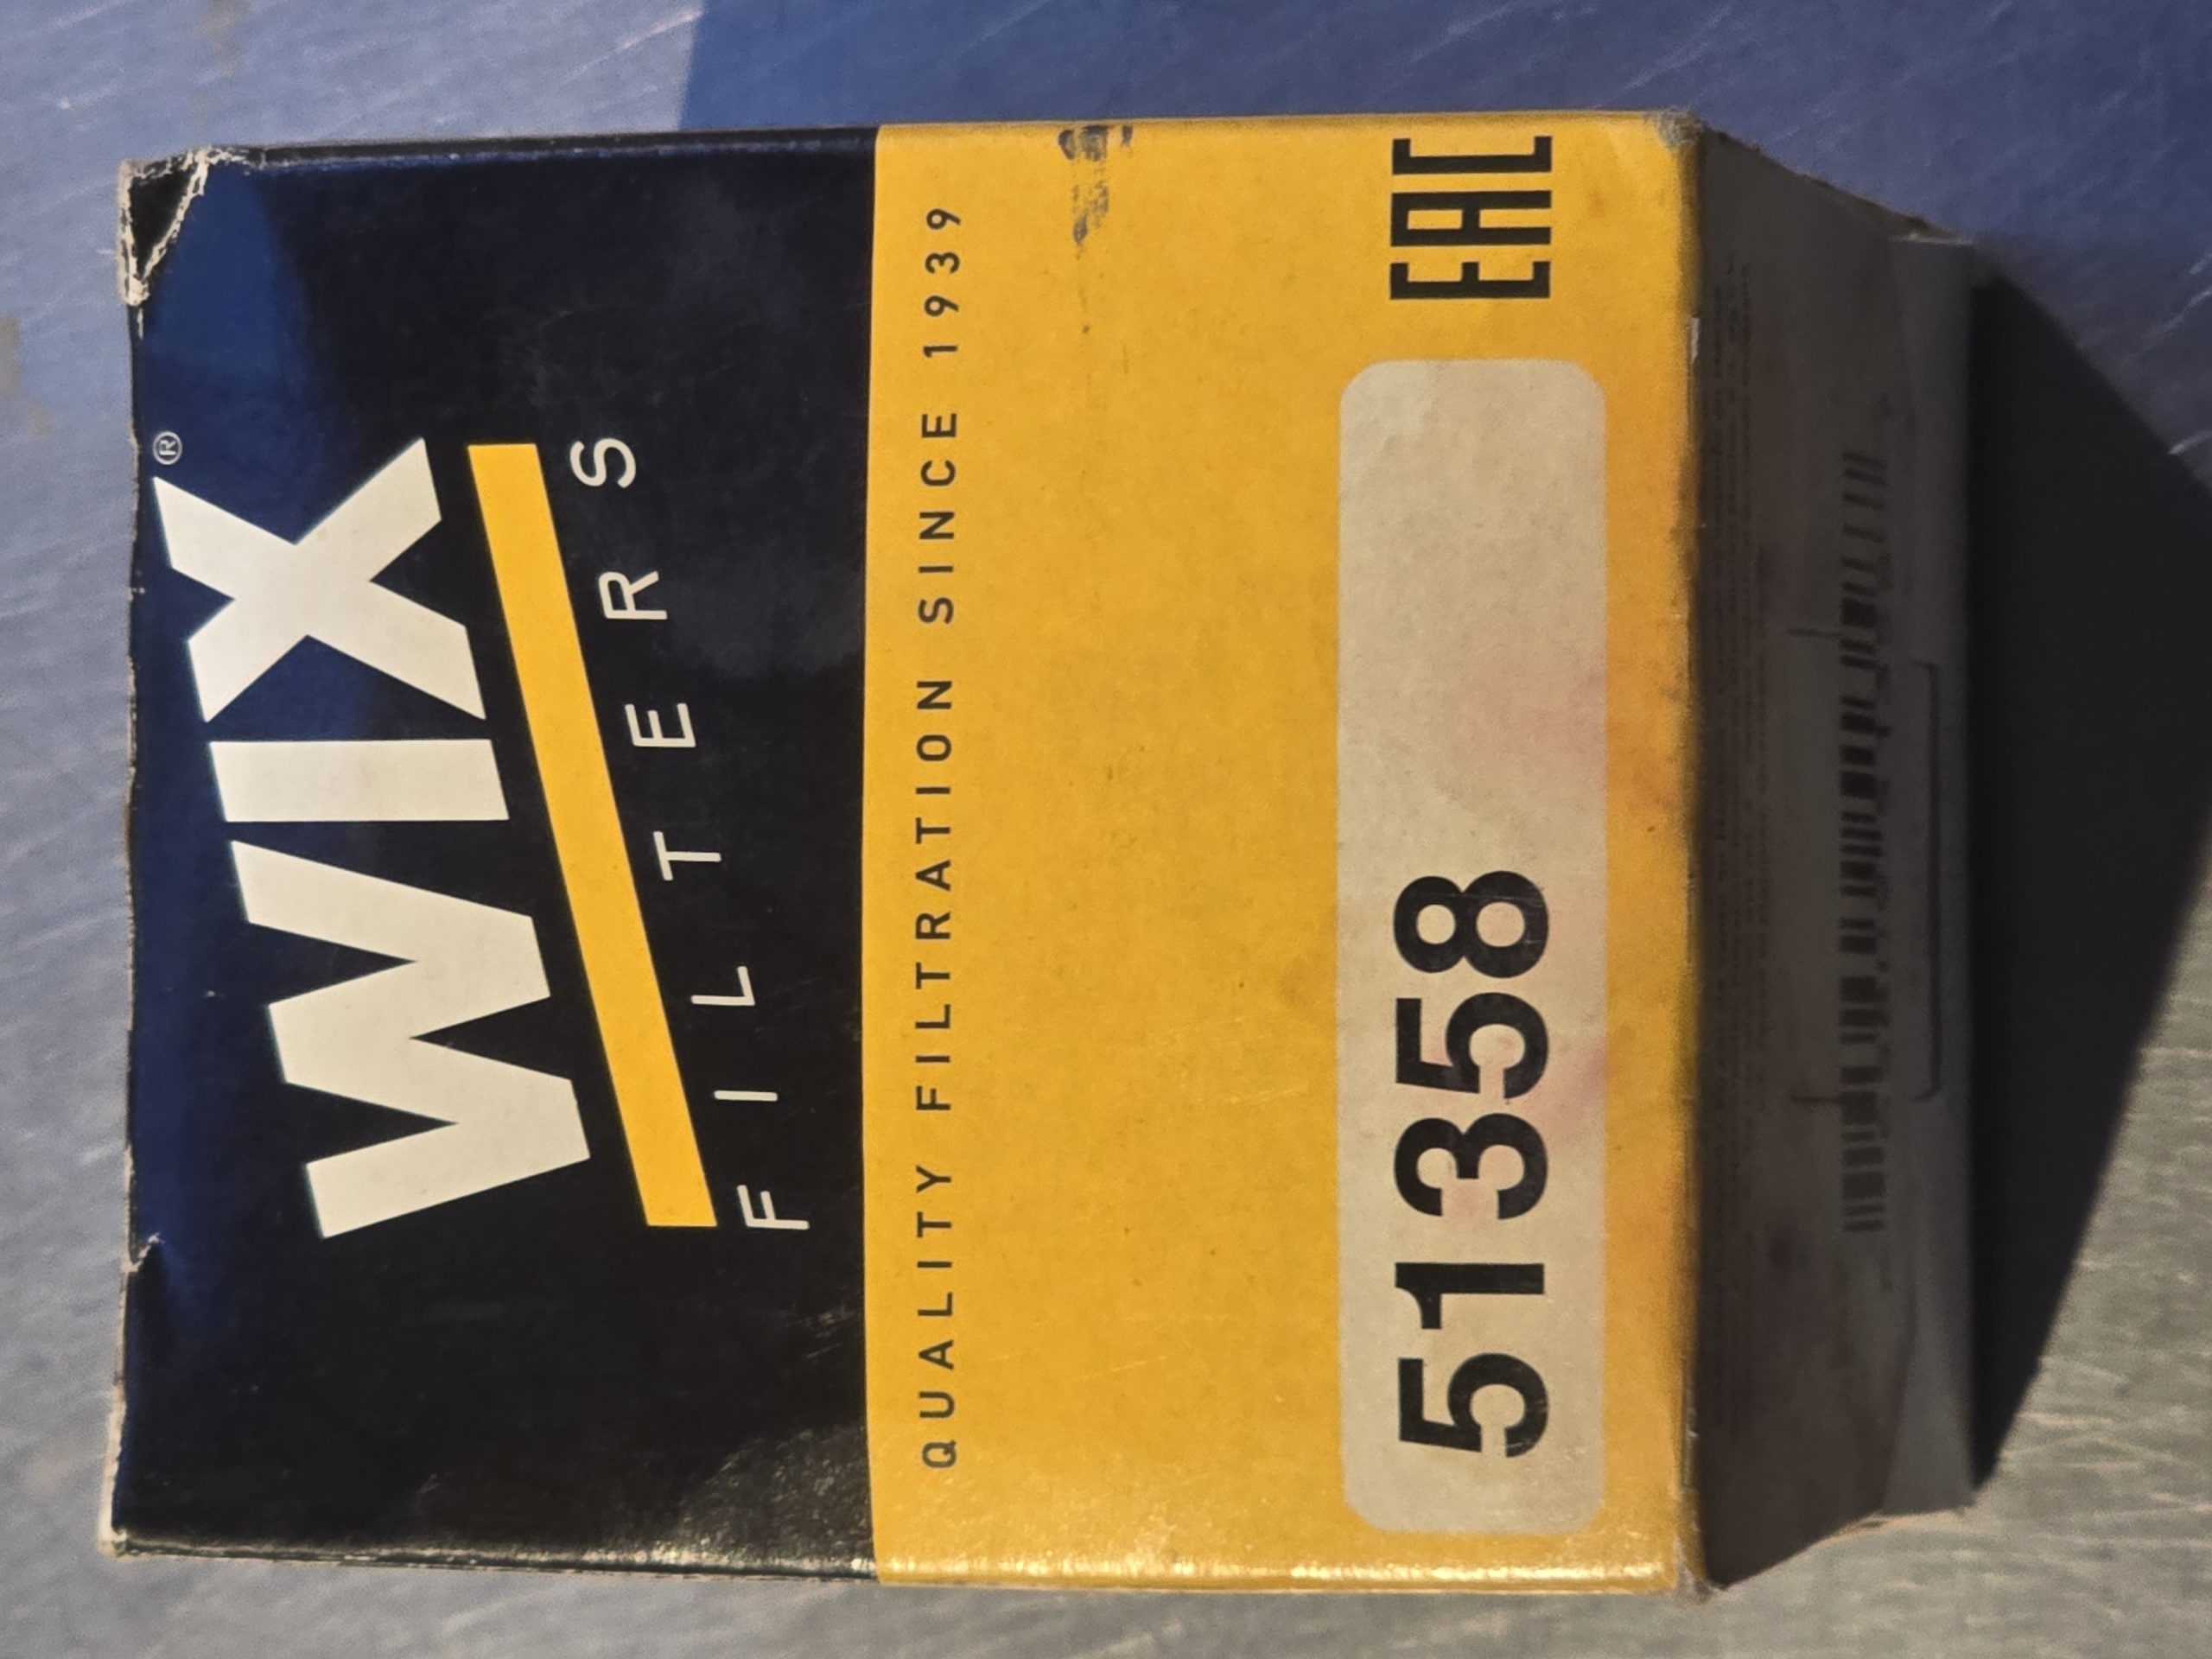 WIX®
FILTERS
QUALITY FILTRATION SINCE 1939
51358
EAC